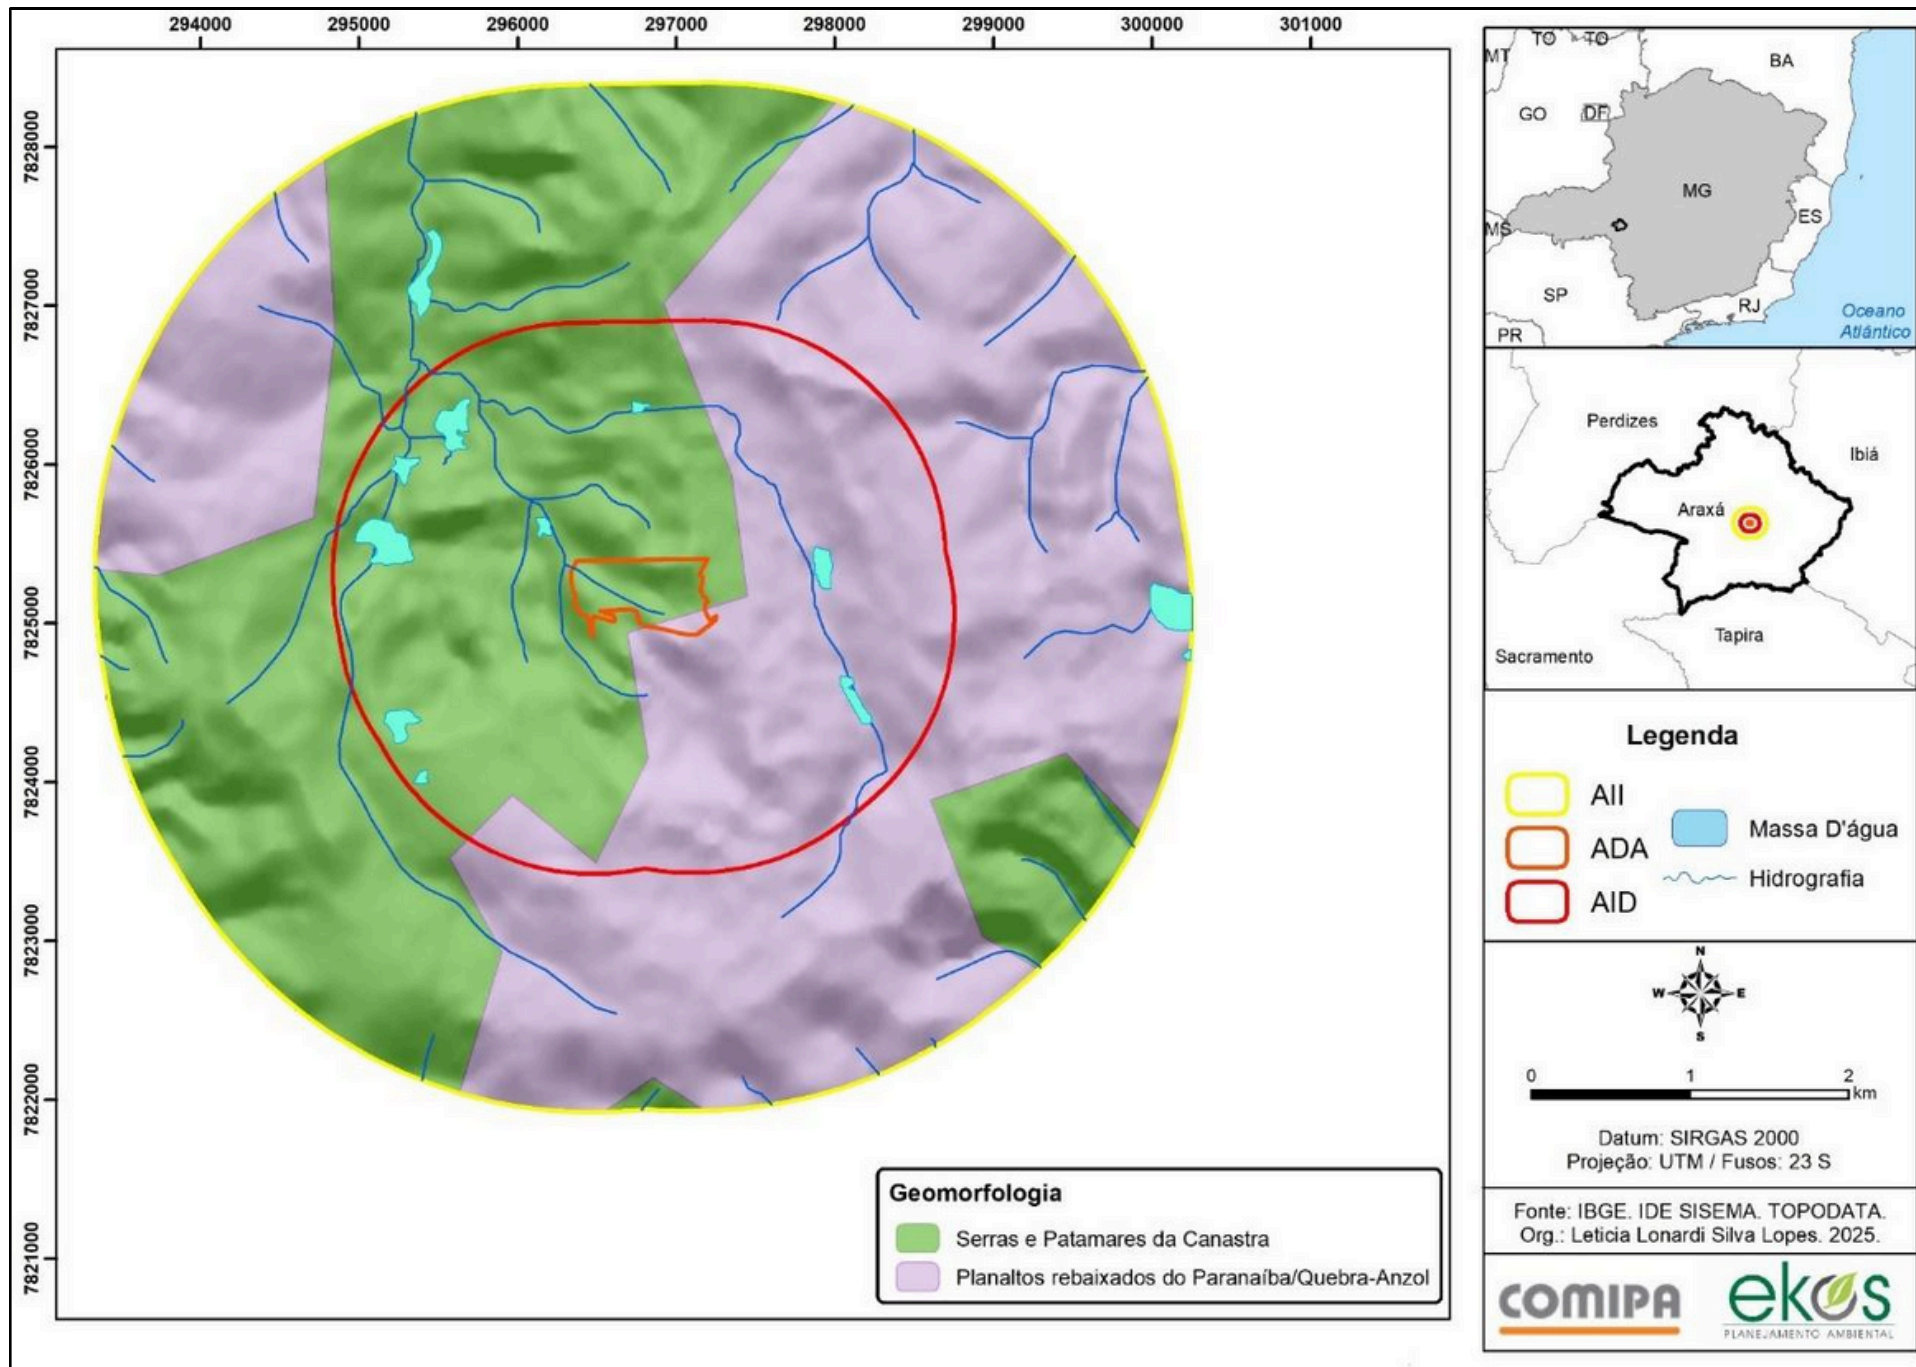 294000 295000 296000 297000 298000 299000 300000 301000
7828000
7827000
7826000
7825000
7824000
7823000
7822000
7821000
Geomorfologia
Serras e Patamares da Canastra
Planaltos rebaixados do Paranaíba/Quebra-Anzol
MT
TO
TO
BA
GO
DF
MG
MS
ES
SP
RJ
PR
Oceano
Atlântico
Perdizes
Ibiá
Araxá
Tapira
Sacramento
Legenda
AII
ADA
AID
Massa D'água
Hidrografia
N
W
E
S
0 1 2
km
Datum: SIRGAS 2000
Projeção: UTM / Fusos: 23 S
Fonte: IBGE. IDE SISEMA. TOPODATA.
Org.: Leticia Lonardi Silva Lopes. 2025.
COMIPA
ekos
PLANEJAMENTO AMBIENTAL